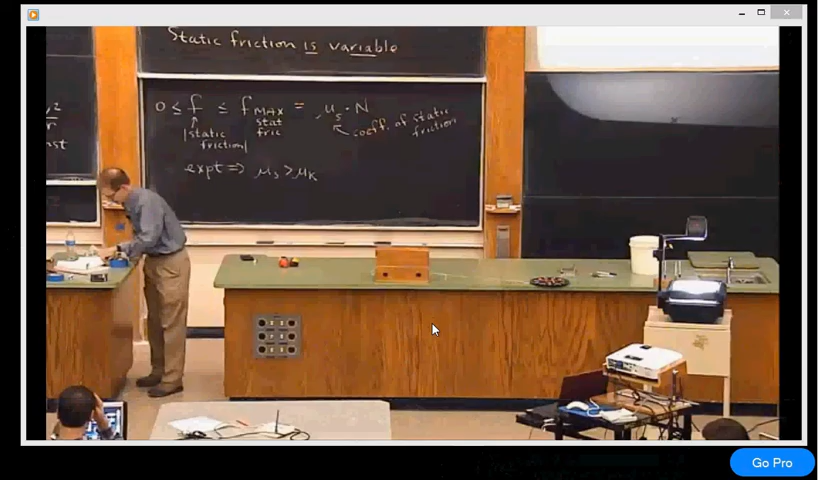 Static friction is variable
0 ≤ f ≤ fMAX = μs · N
stat
fric
|static
friction|
coeff. of static
friction
expt ⇒ μs > μK
Go Pro